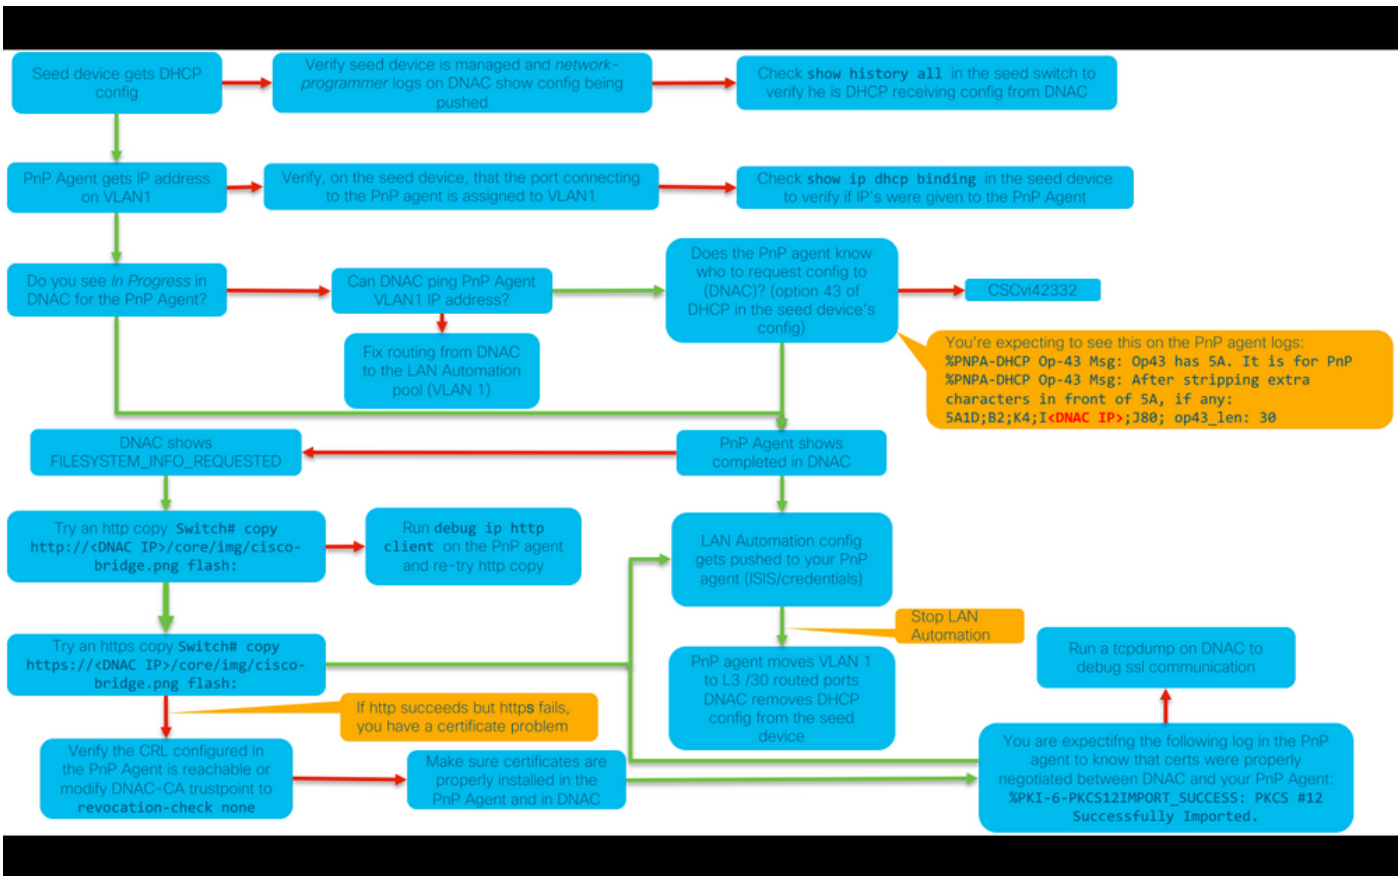 Seed device gets DHCP
config
Verify seed device is managed and network-
programmer logs on DNAC show config being
pushed
Check show history all in the seed switch to
verify he is DHCP receiving config from DNAC
PnP Agent gets IP address
on VLAN1
Verify, on the seed device, that the port connecting
to the PnP agent is assigned to VLAN1
Check show ip dhcp binding in the seed device
to verify if IP's were given to the PnP Agent
Do you see In Progress in
DNAC for the PnP Agent?
Can DNAC ping PnP Agent
VLAN1 IP address?
Does the PnP agent know
who to request config to
(DNAC)? (option 43 of
DHCP in the seed device's
config)
CSCvi42332
Fix routing from DNAC
to the LAN Automation
pool (VLAN 1)
You're expecting to see this on the PnP agent logs:
%PNPA-DHCP Op-43 Msg: Op43 has 5A. It is for PnP
%PNPA-DHCP Op-43 Msg: After stripping extra
characters in front of 5A, if any:
5A1D;B2;K4;I<DNAC IP>;J80; op43_len: 30
DNAC shows
FILESYSTEM_INFO_REQUESTED
PnP Agent shows
completed in DNAC
Try an http copy Switch# copy
http://<DNAC IP>/core/img/cisco-
bridge.png flash:
Run debug ip http
client on the PnP agent
and re-try http copy
LAN Automation config
gets pushed to your PnP
agent (ISIS/credentials)
Stop LAN
Automation
Try an https copy Switch# copy
https://<DNAC IP>/core/img/cisco-
bridge.png flash:
If http succeeds but https fails,
you have a certificate problem
PnP agent moves VLAN 1
to L3 /30 routed ports
DNAC removes DHCP
config from the seed
device
Run a tcpdump on DNAC to
debug ssl communication
Verify the CRL configured in
the PnP Agent is reachable or
modify DNAC-CA trustpoint to
revocation-check none
Make sure certificates are
properly installed in the
PnP Agent and in DNAC
You are expectifng the following log in the PnP
agent to know that certs were properly
negotiated between DNAC and your PnP Agent:
%PKI-6-PKCS12IMPORT_SUCCESS: PKCS #12
Successfully Imported.